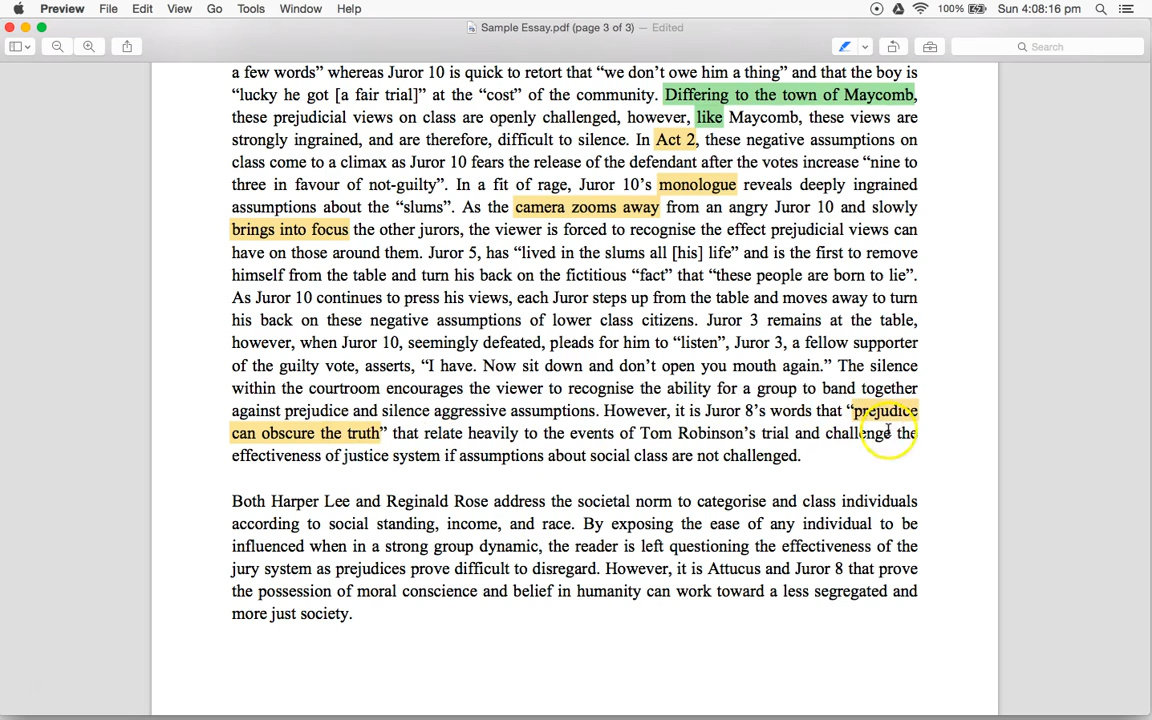 Preview File Edit View Go Tools Window Help 100% Sun 4:08:16 pm
Sample Essay.pdf (page 3 of 3) — Edited
Search
a few words” whereas Juror 10 is quick to retort that “we don’t owe him a thing” and that the boy is
“lucky he got [a fair trial]” at the “cost” of the community. Differing to the town of Maycomb,
these prejudicial views on class are openly challenged, however, like Maycomb, these views are
strongly ingrained, and are therefore, difficult to silence. In Act 2, these negative assumptions on
class come to a climax as Juror 10 fears the release of the defendant after the votes increase “nine to
three in favour of not-guilty”. In a fit of rage, Juror 10’s monologue reveals deeply ingrained
assumptions about the “slums”. As the camera zooms away from an angry Juror 10 and slowly
brings into focus the other jurors, the viewer is forced to recognise the effect prejudicial views can
have on those around them. Juror 5, has “lived in the slums all [his] life” and is the first to remove
himself from the table and turn his back on the fictitious “fact” that “these people are born to lie”.
As Juror 10 continues to press his views, each Juror steps up from the table and moves away to turn
his back on these negative assumptions of lower class citizens. Juror 3 remains at the table,
however, when Juror 10, seemingly defeated, pleads for him to “listen”, Juror 3, a fellow supporter
of the guilty vote, asserts, “I have. Now sit down and don’t open you mouth again.” The silence
within the courtroom encourages the viewer to recognise the ability for a group to band together
against prejudice and silence aggressive assumptions. However, it is Juror 8’s words that “prejudice
can obscure the truth” that relate heavily to the events of Tom Robinson’s trial and challenge the
effectiveness of justice system if assumptions about social class are not challenged.
Both Harper Lee and Reginald Rose address the societal norm to categorise and class individuals
according to social standing, income, and race. By exposing the ease of any individual to be
influenced when in a strong group dynamic, the reader is left questioning the effectiveness of the
jury system as prejudices prove difficult to disregard. However, it is Attucus and Juror 8 that prove
the possession of moral conscience and belief in humanity can work toward a less segregated and
more just society.